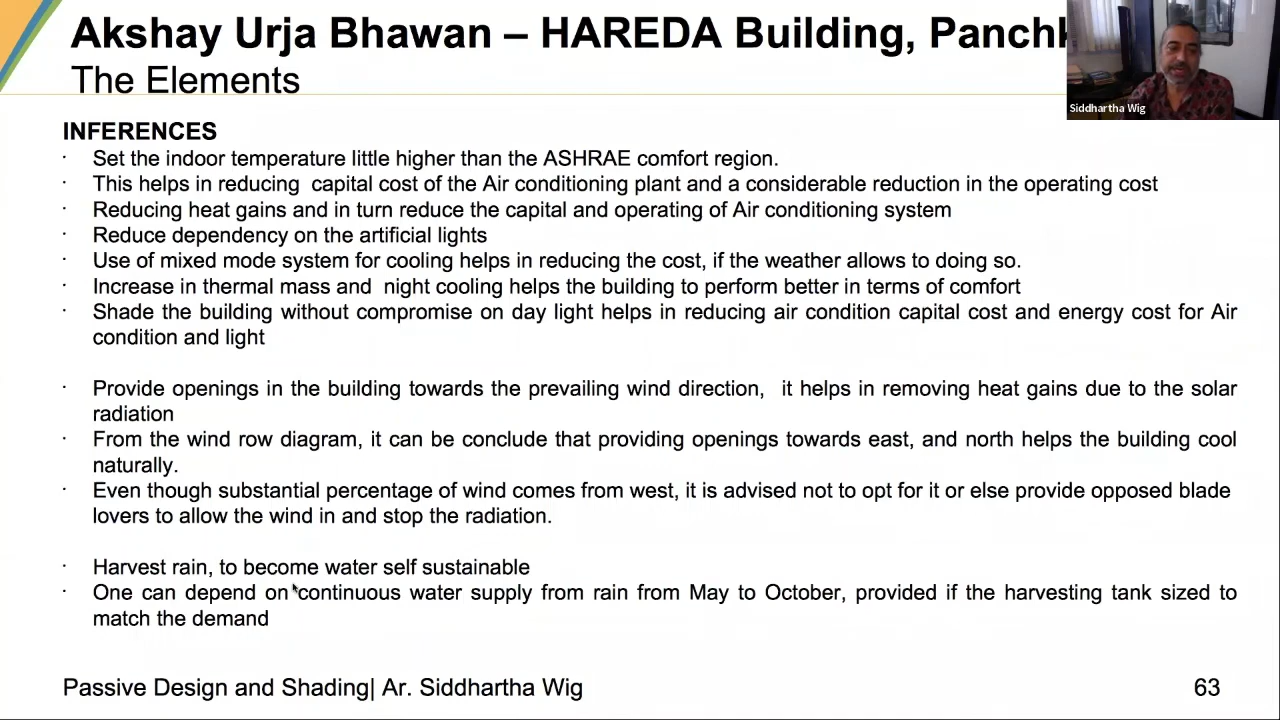 Akshay Urja Bhawan – HAREDA Building,
The Elements
Siddhartha Wig
INFERENCES
· Set the indoor temperature little higher than the ASHRAE comfort region.
· This helps in reducing capital cost of the Air conditioning plant and a considerable reduction in the operating cost
· Reducing heat gains and in turn reduce the capital and operating of Air conditioning system
· Reduce dependency on the artificial lights
· Use of mixed mode system for cooling helps in reducing the cost, if the weather allows to doing so.
· Increase in thermal mass and night cooling helps the building to perform better in terms of comfort
· Shade the building without compromise on day light helps in reducing air condition capital cost and energy cost for Air
condition and light
· Provide openings in the building towards the prevailing wind direction, it helps in removing heat gains due to the solar
radiation
· From the wind row diagram, it can be conclude that providing openings towards east, and north helps the building cool
naturally.
· Even though substantial percentage of wind comes from west, it is advised not to opt for it or else provide opposed blade
lovers to allow the wind in and stop the radiation.
· Harvest rain, to become water self sustainable
· One can depend on continuous water supply from rain from May to October, provided if the harvesting tank sized to
match the demand
Passive Design and Shading| Ar. Siddhartha Wig
63